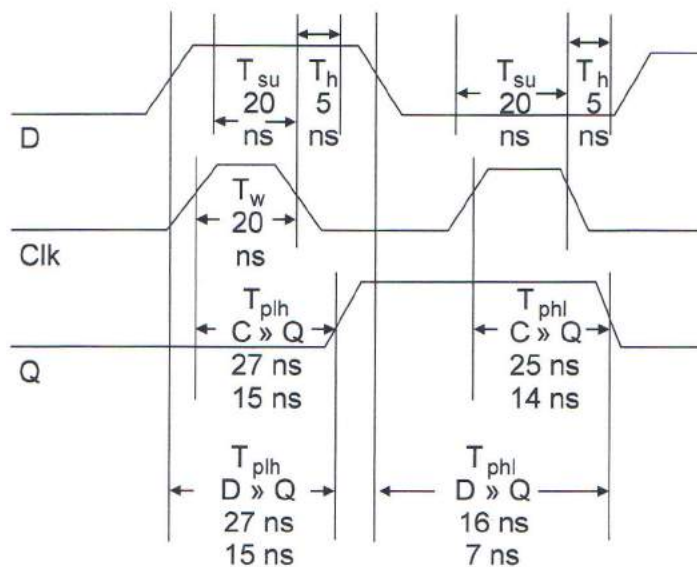 T_su
20
ns
T_h
5
ns
T_su
20
ns
T_h
5
ns
D
T_w
20
ns
Clk
T_plh
C » Q
27 ns
15 ns
T_phl
C » Q
25 ns
14 ns
Q
T_plh
D » Q
27 ns
15 ns
T_phl
D » Q
16 ns
7 ns